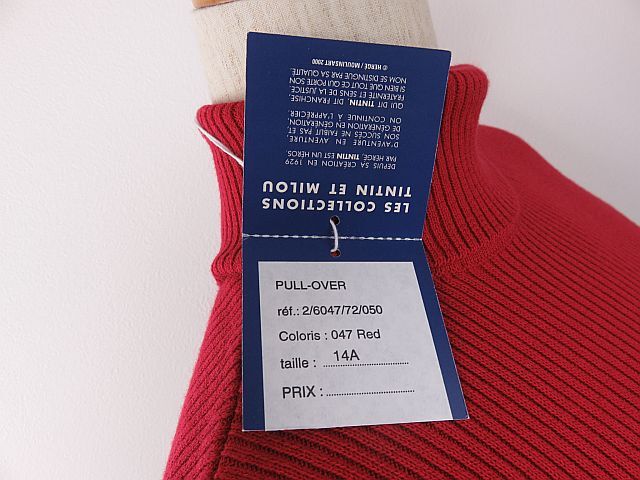 LES COLLECTIONS
TINTIN ET MILOU
DEPUIS SA CRÉATION EN 1929
PAR HERGÉ, TINTIN EST UN HÉROS.
D'AVENTURE EN AVENTURE,
SON SUCCÈS NE FAIBLIT PAS ET,
DE GÉNÉRATION EN GÉNÉRATION,
ON CONTINUE À L'APPRÉCIER.
QUI DIT TINTIN, DIT FRANCHISE,
FRATERNITÉ ET SENS DE LA JUSTICE.
SI BIEN QUE TOUT CE QUI PORTE SON
NOM SE DISTINGUE PAR SA QUALITÉ.
© HERGÉ / MOULINSART 2000
PULL-OVER
réf.: 2/6047/72/050
Coloris : 047 Red
taille : 14A
PRIX :